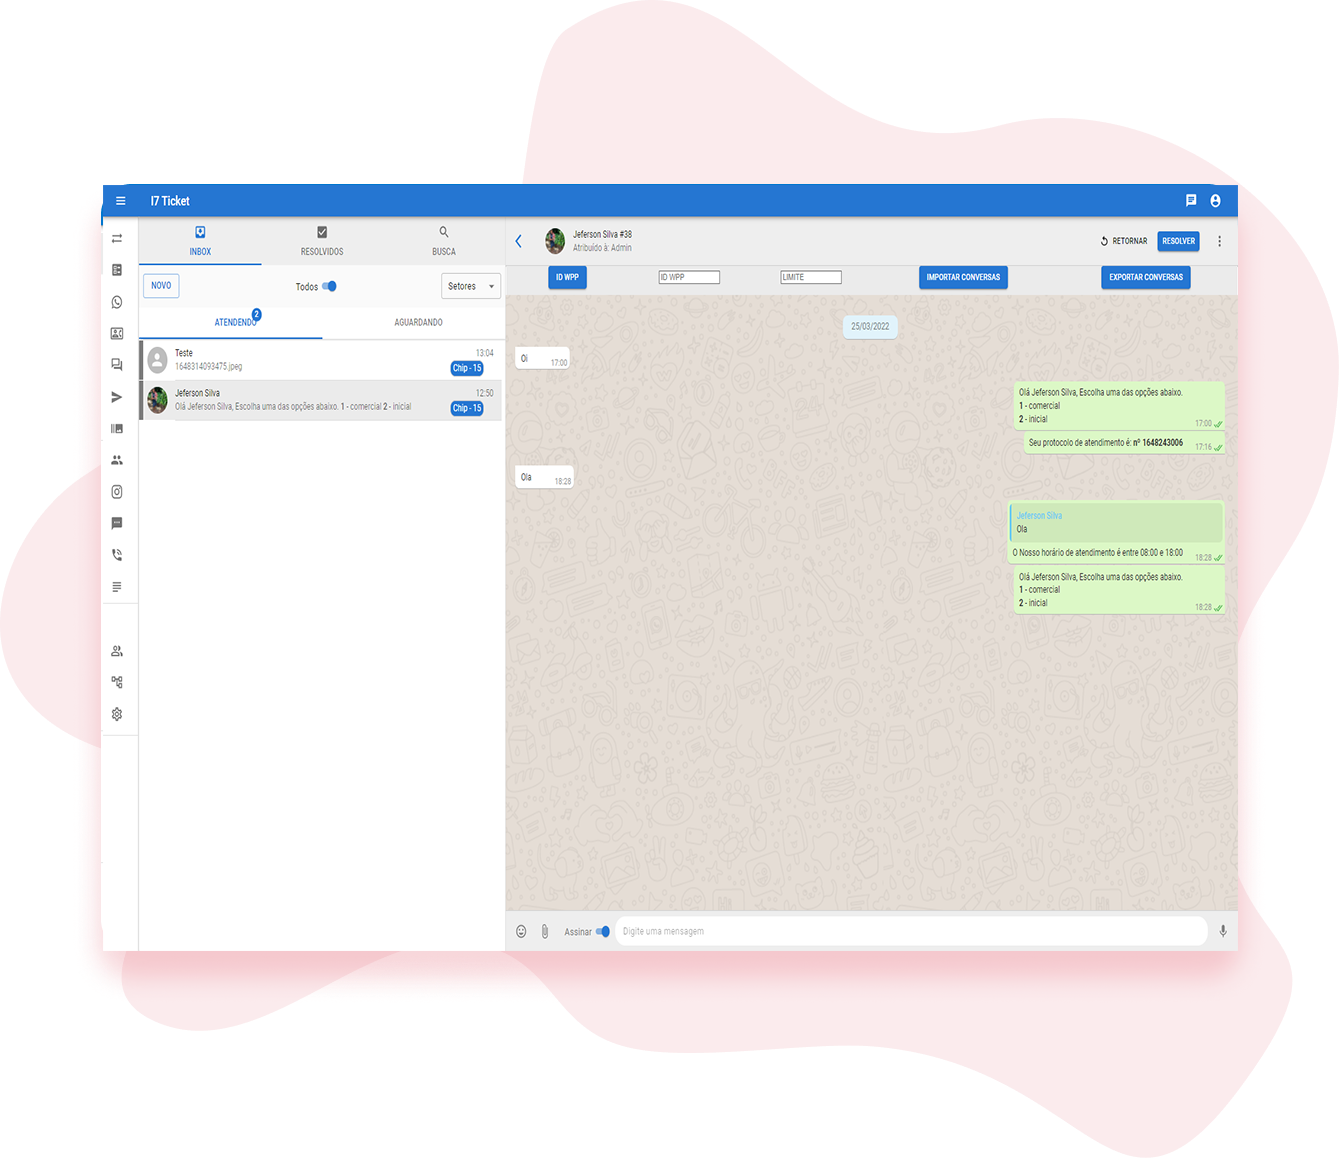 I7 Ticket
INBOX
RESOLVIDOS
BUSCA
NOVO
Todos
Setores
ATENDENDO
2
AGUARDANDO
Teste
13:04
1648314093475.jpeg
Chip - 15
Jeferson Silva
12:50
Olá Jeferson Silva, Escolha uma das opções abaixo. 1 - comercial 2 - inicial
Chip - 15
Jeferson Silva #38
Atribuído à: Admin
RETORNAR
RESOLVER
ID WPP
ID WPP
LIMITE
IMPORTAR CONVERSAS
EXPORTAR CONVERSAS
25/03/2022
Oi
17:00
Olá Jeferson Silva, Escolha uma das opções abaixo.
1 - comercial
2 - inicial
17:00
Seu protocolo de atendimento é: nº 1648243006
17:16
Ola
18:28
Jeferson Silva
Ola
O Nosso horário de atendimento é entre 08:00 e 18:00
18:28
Olá Jeferson Silva, Escolha uma das opções abaixo.
1 - comercial
2 - inicial
18:28
Assinar
Digite uma mensagem